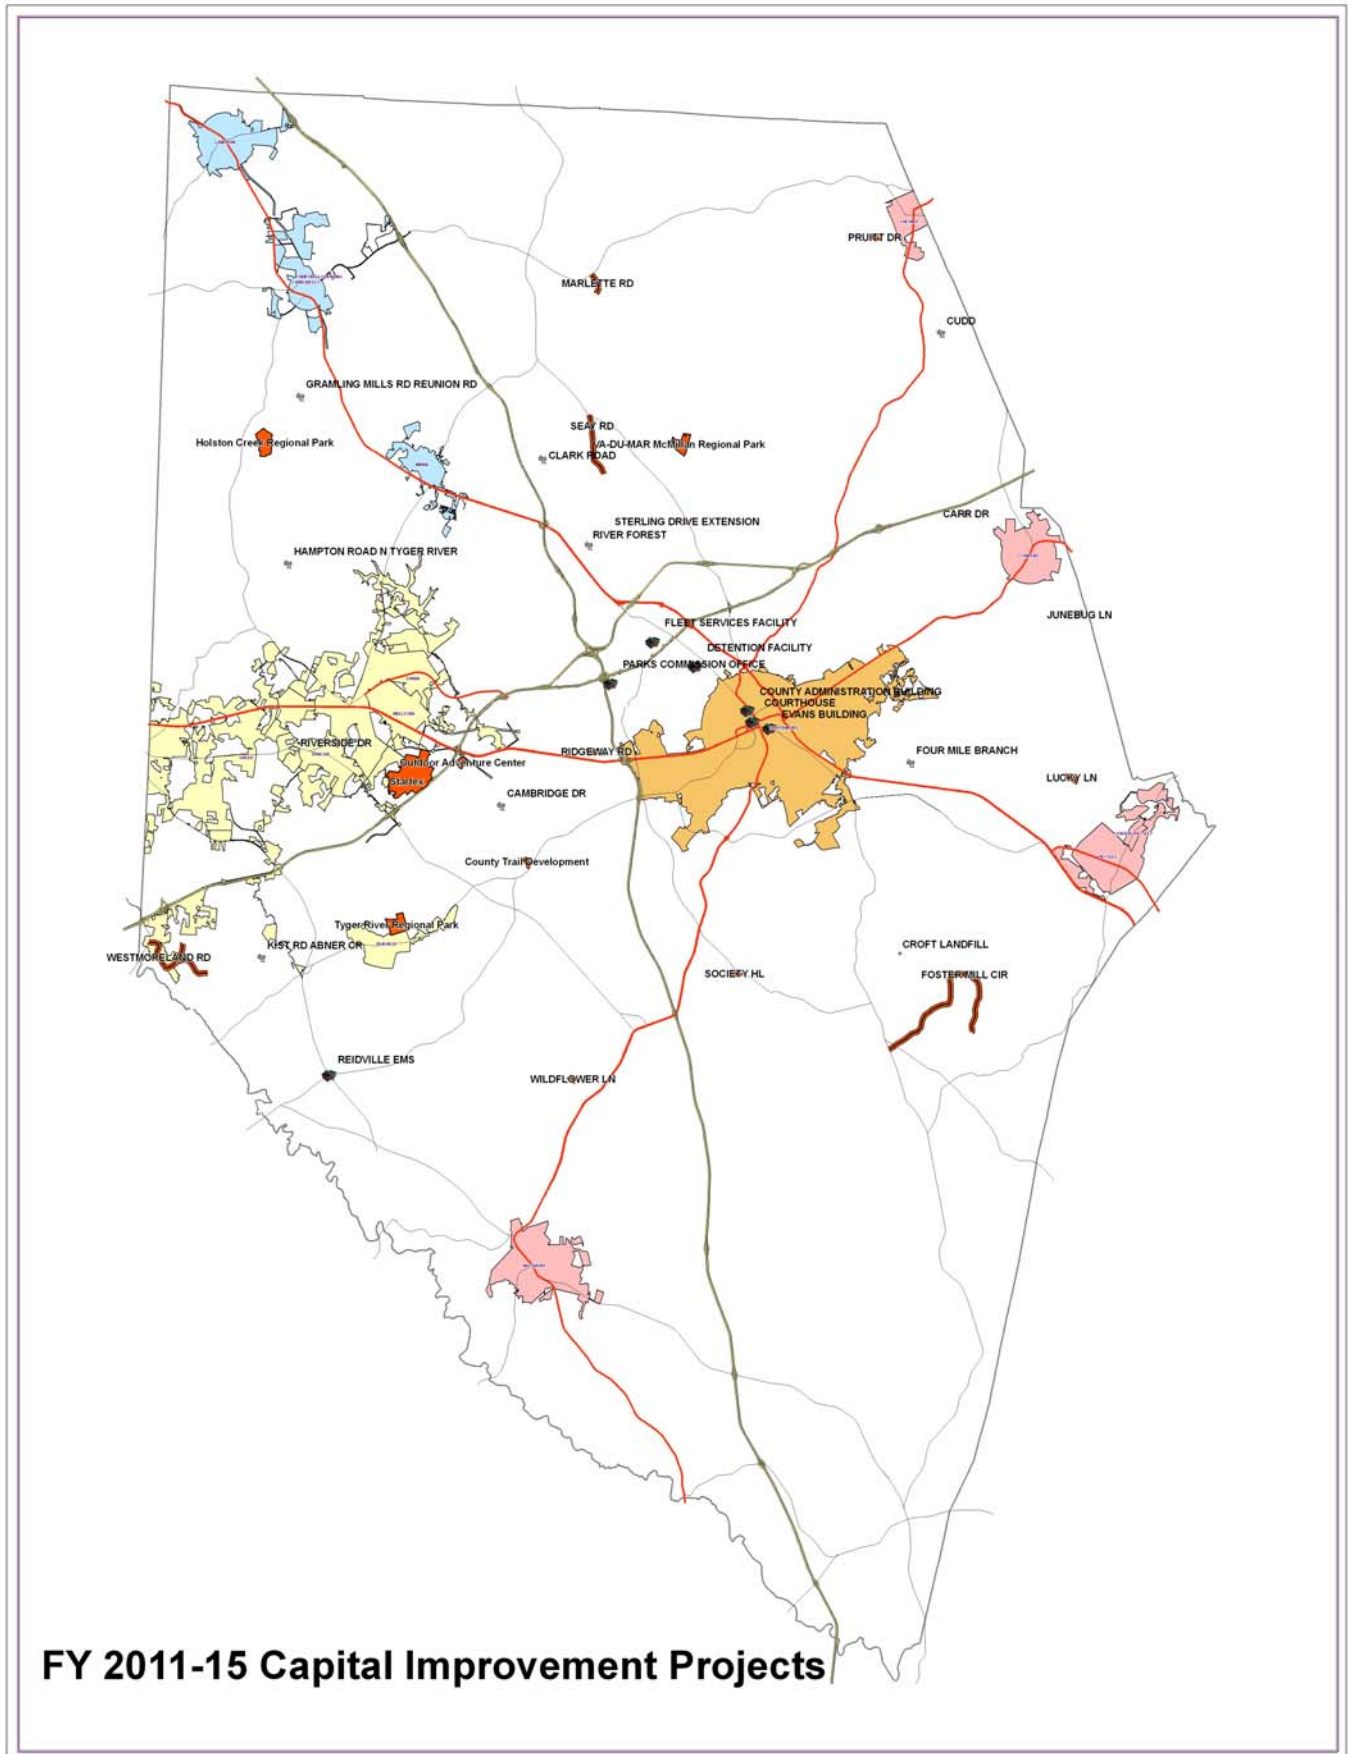 PRUITT DR
MARLETTE RD
CUDD
GRAMLING MILLS RD REUNION RD
SEAY RD
Holston Creek Regional Park
VA-DU-MAR McMillan Regional Park
CLARK ROAD
CARR DR
STERLING DRIVE EXTENSION
RIVER FOREST
HAMPTON ROAD N TYGER RIVER
JUNEBUG LN
FLEET SERVICES FACILITY
DETENTION FACILITY
PARKS COMMISSION OFFICE
COUNTY ADMINISTRATION BUILDING
COURTHOUSE
EVANS BUILDING
RIVERSIDE DR
RIDGEWAY RD
FOUR MILE BRANCH
Outdoor Adventure Center
Startex
LUCKY LN
CAMBRIDGE DR
County Trail Development
Tyger River Regional Park
KIST RD ABNER CR
CROFT LANDFILL
WESTMORELAND RD
SOCIETY HL
FOSTER MILL CIR
REIDVILLE EMS
WILDFLOWER LN
FY 2011-15 Capital Improvement Projects